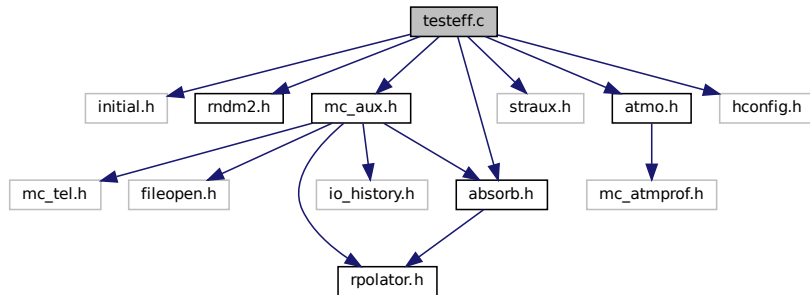 testeff.c
initial.h
rndm2.h
mc_aux.h
straux.h
atmo.h
hconfig.h
mc_tel.h
fileopen.h
io_history.h
absorb.h
mc_atmprof.h
rpolator.h